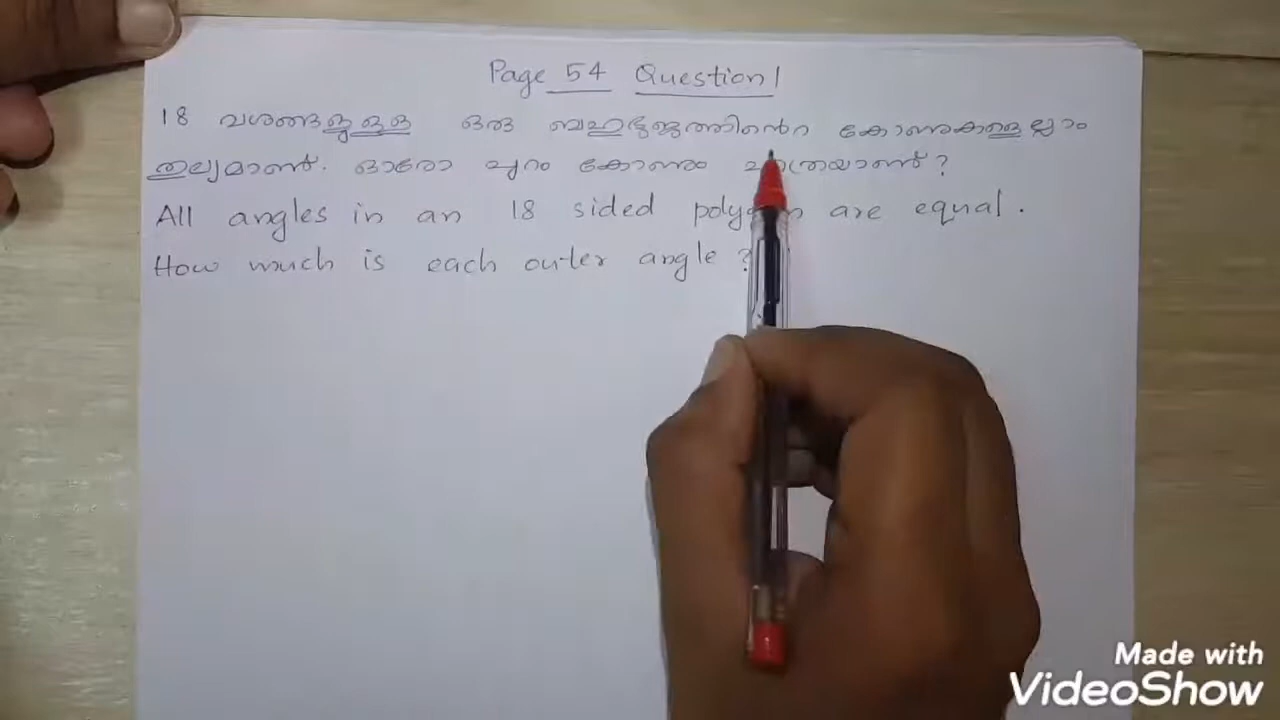 Page 54 Question 1
18 വശങ്ങളുള്ള ഒരു ബഹുഭുജത്തിൻെറ കോണുകളെല്ലാം
തുല്യമാണ്. ഓരോ പുറം കോണും മാത്രയാണ്?
All angles in an 18 sided polygon are equal.
How much is each outer angle?
Made with
VideoShow